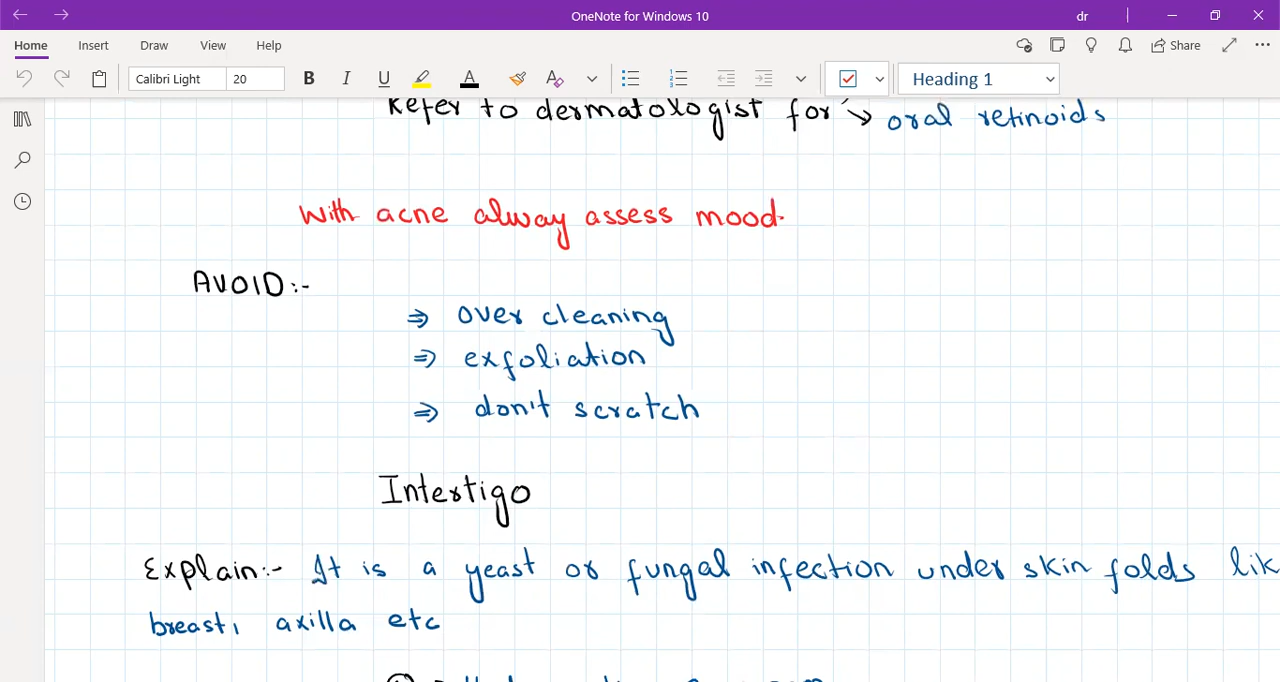 OneNote for Windows 10
dr
Home Insert Draw View Help
Share
Calibri Light 20 B I U A Heading 1
Refer to dermatologist for → oral retinoids
With acne alway assess mood.
AVOID:-
⇒ over cleaning
⇒ exfoliation
⇒ don't scratch
Intertigo
Explain:- It is a yeast or fungal infection under skin folds lik
breast, axilla etc